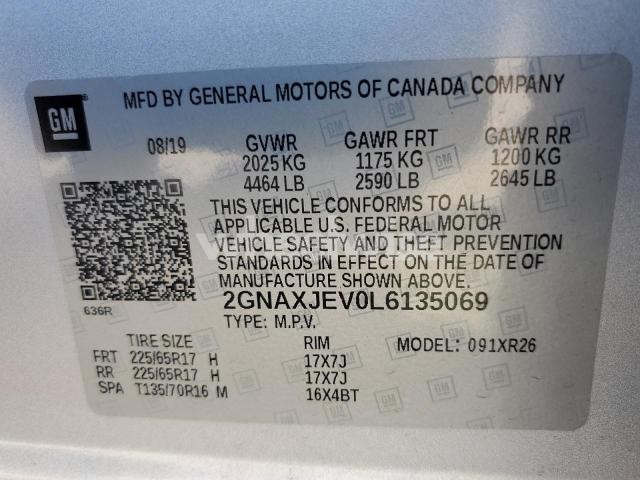 GM
MFD BY GENERAL MOTORS OF CANADA COMPANY
08/19 GVWR GAWR FRT GAWR RR
2025 KG 1175 KG 1200 KG
4464 LB 2590 LB 2645 LB
THIS VEHICLE CONFORMS TO ALL
APPLICABLE U.S. FEDERAL MOTOR
VEHICLE SAFETY AND THEFT PREVENTION
STANDARDS IN EFFECT ON THE DATE OF
MANUFACTURE SHOWN ABOVE.
2GNAXJEV0L6135069
636R
TYPE: M.P.V.
TIRE SIZE RIM MODEL: 091XR26
FRT 225/65R17 H 17X7J
RR 225/65R17 H 17X7J
SPA T135/70R16 M 16X4BT